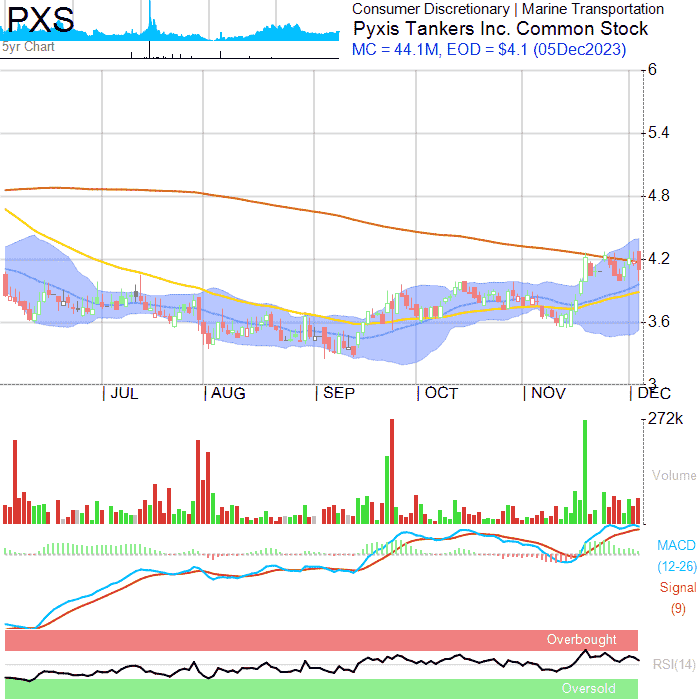 PXS
5yr Chart
Consumer Discretionary | Marine Transportation
Pyxis Tankers Inc. Common Stock
MC = 44.1M, EOD = $4.1 (05Dec2023)
6
5.4
4.8
4.2
3.6
3
JUL
AUG
SEP
OCT
NOV
DEC
272k
Volume
MACD
(12-26)
Signal
(9)
Overbought
RSI(14)
Oversold